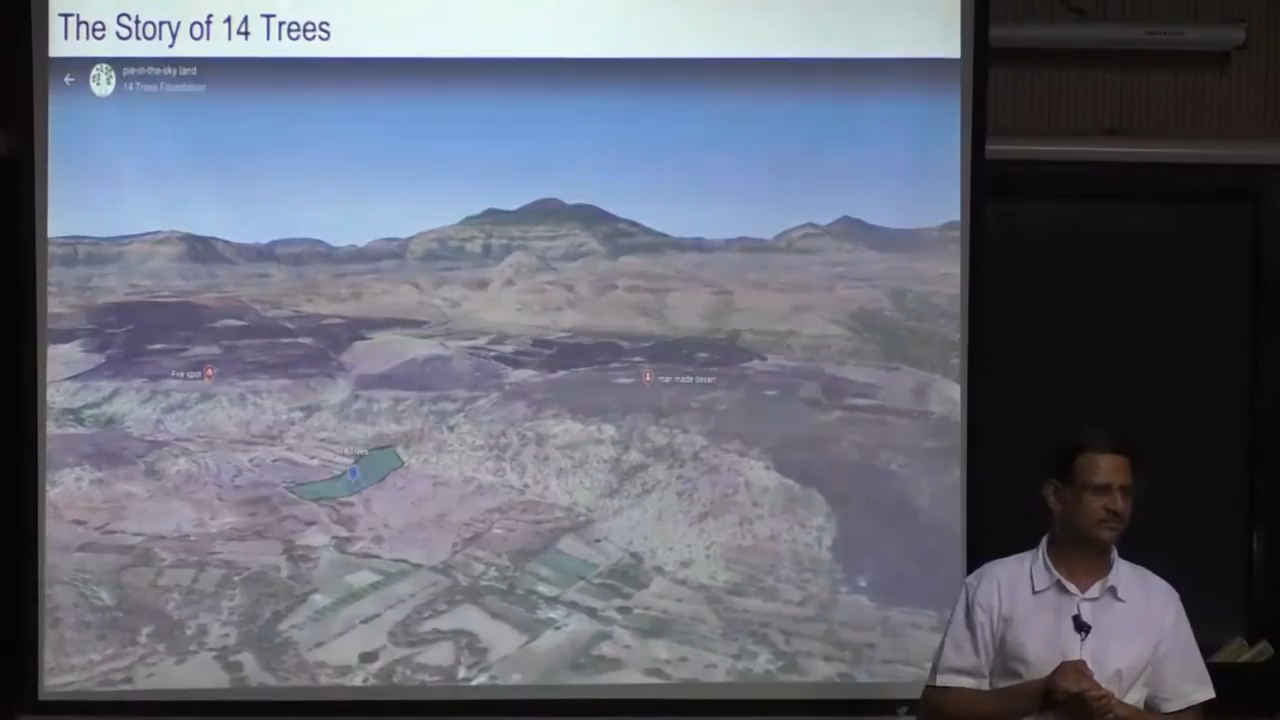 The Story of 14 Trees
pie-in-the-sky land
14 Trees Foundation
Fire spot
man made desert